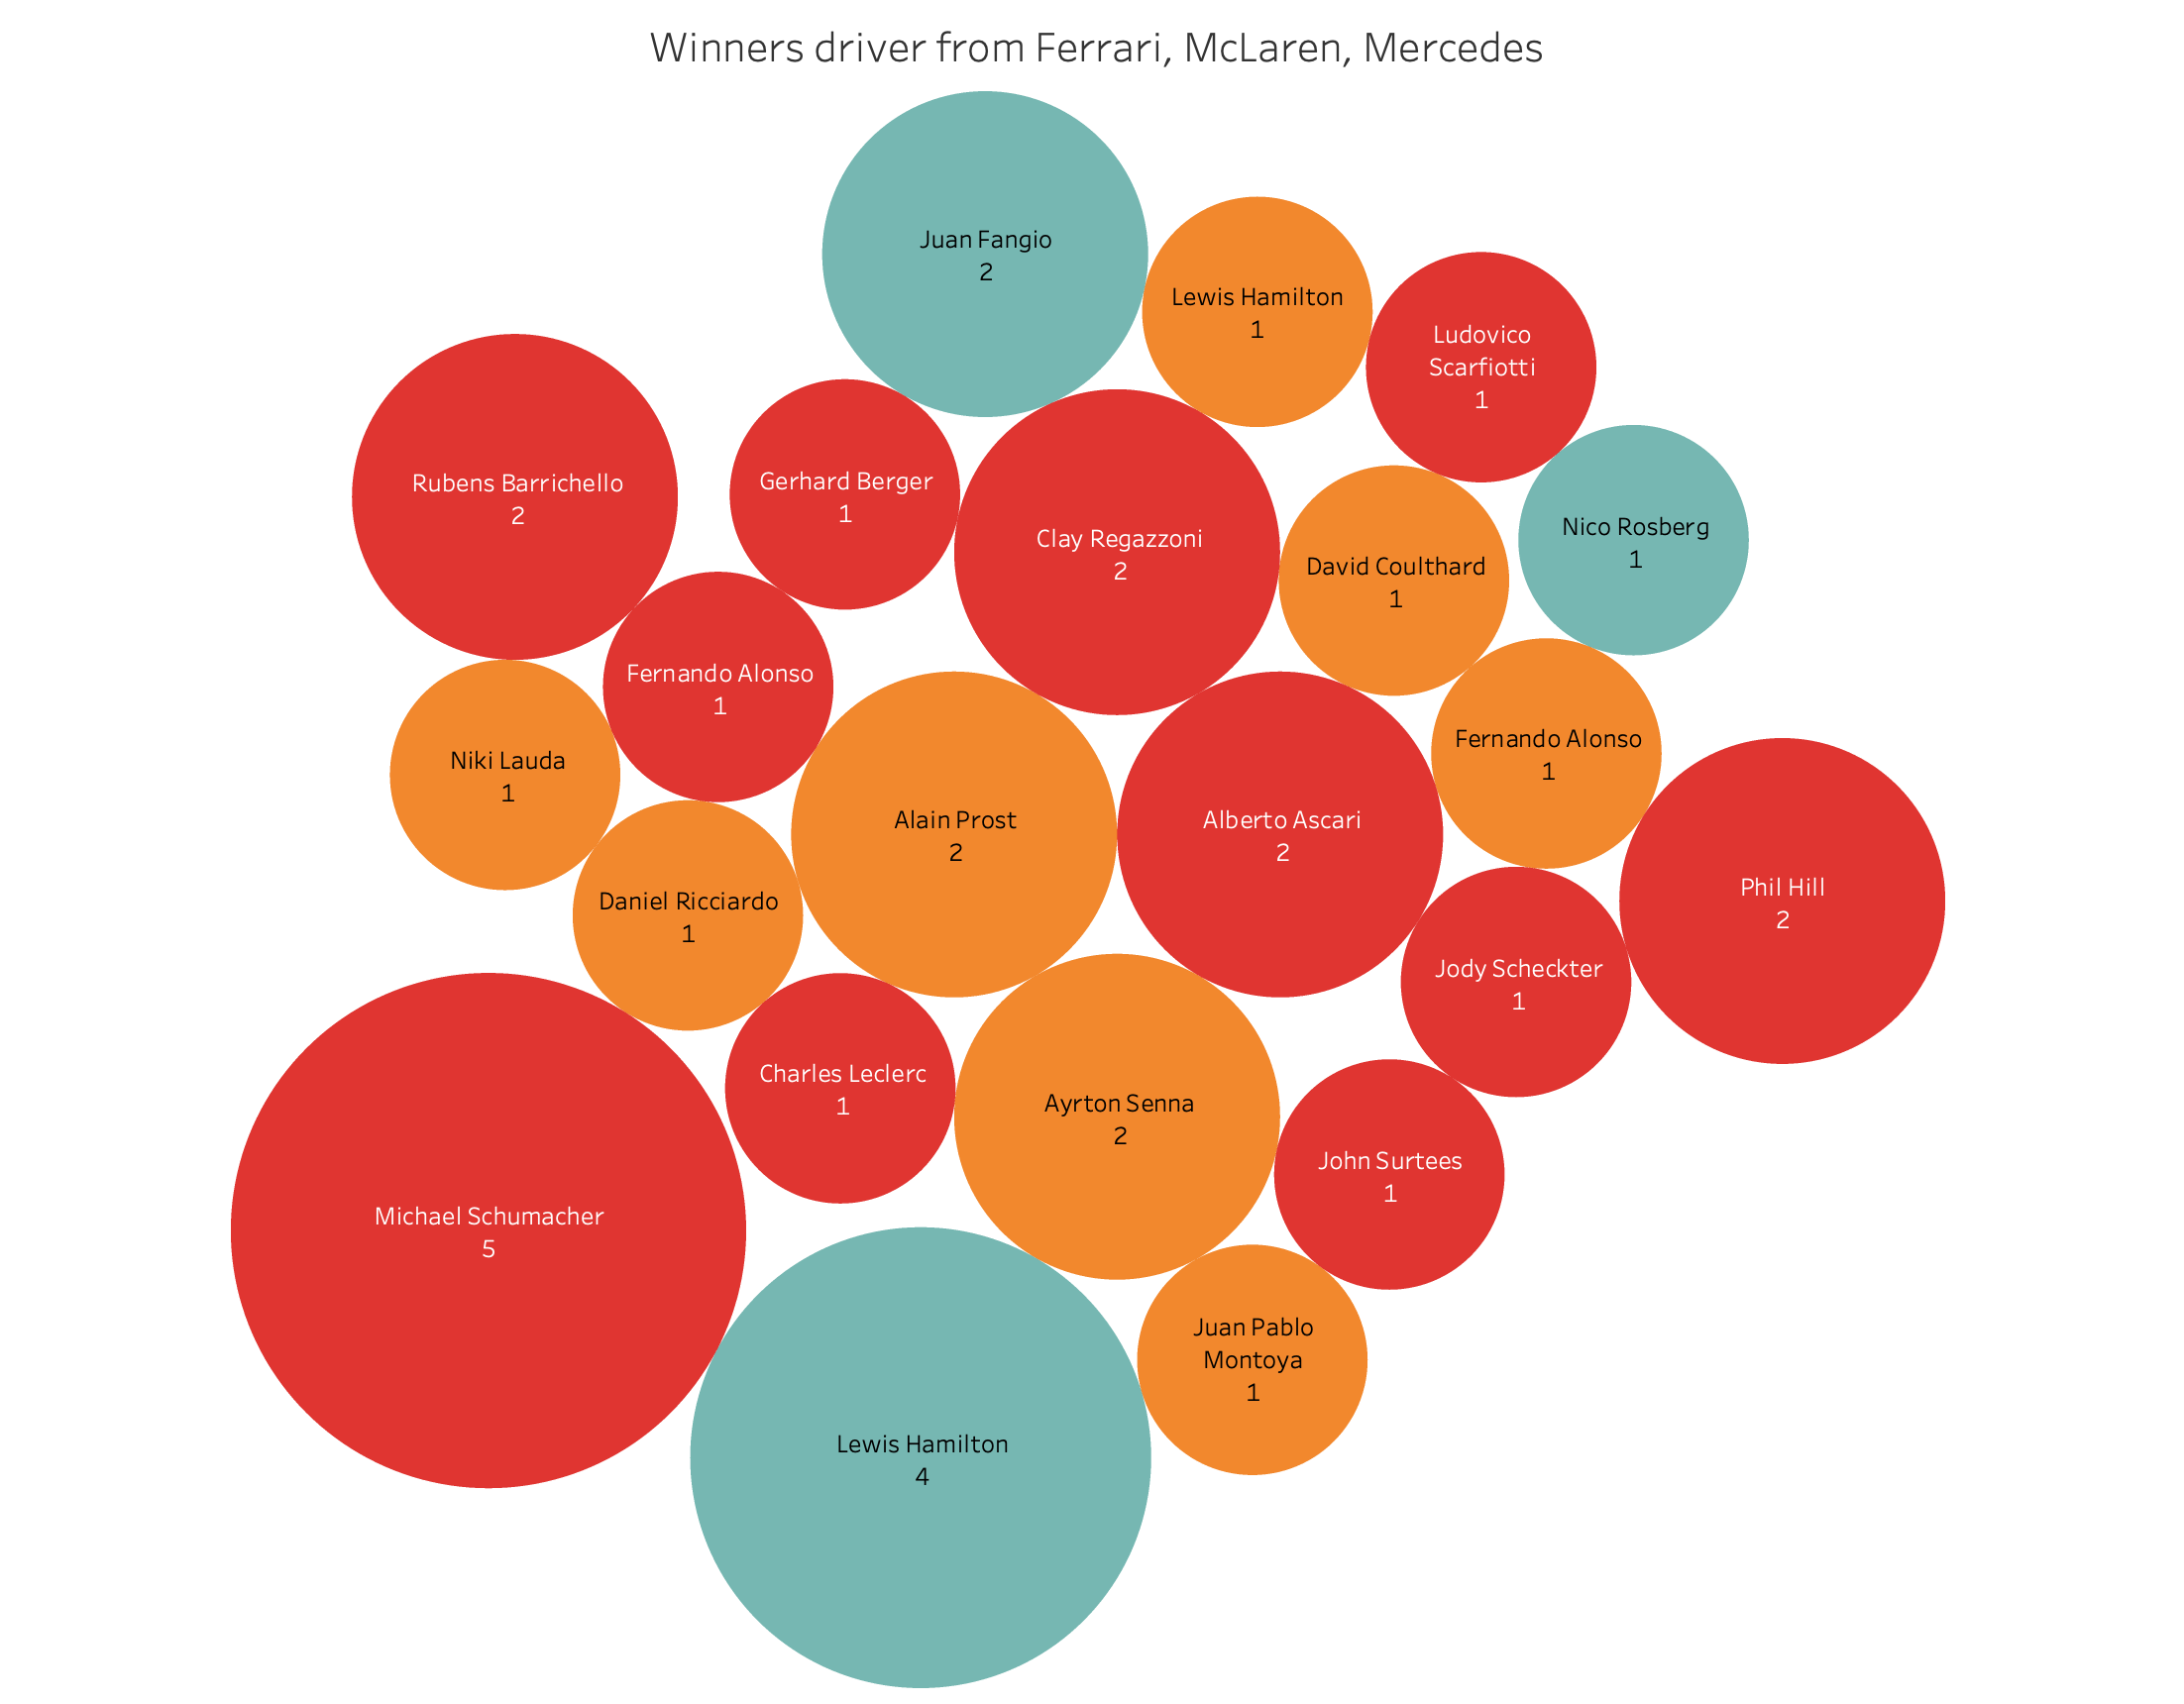 Winners driver from Ferrari, McLaren, Mercedes
Juan Fangio
2
Lewis Hamilton
1
Ludovico
Scarfiotti
1
Rubens Barrichello
2
Gerhard Berger
1
Clay Regazzoni
2
David Coulthard
1
Nico Rosberg
1
Fernando Alonso
1
Niki Lauda
1
Fernando Alonso
1
Alain Prost
2
Alberto Ascari
2
Daniel Ricciardo
1
Phil Hill
2
Jody Scheckter
1
Charles Leclerc
1
Ayrton Senna
2
John Surtees
1
Michael Schumacher
5
Juan Pablo
Montoya
1
Lewis Hamilton
4